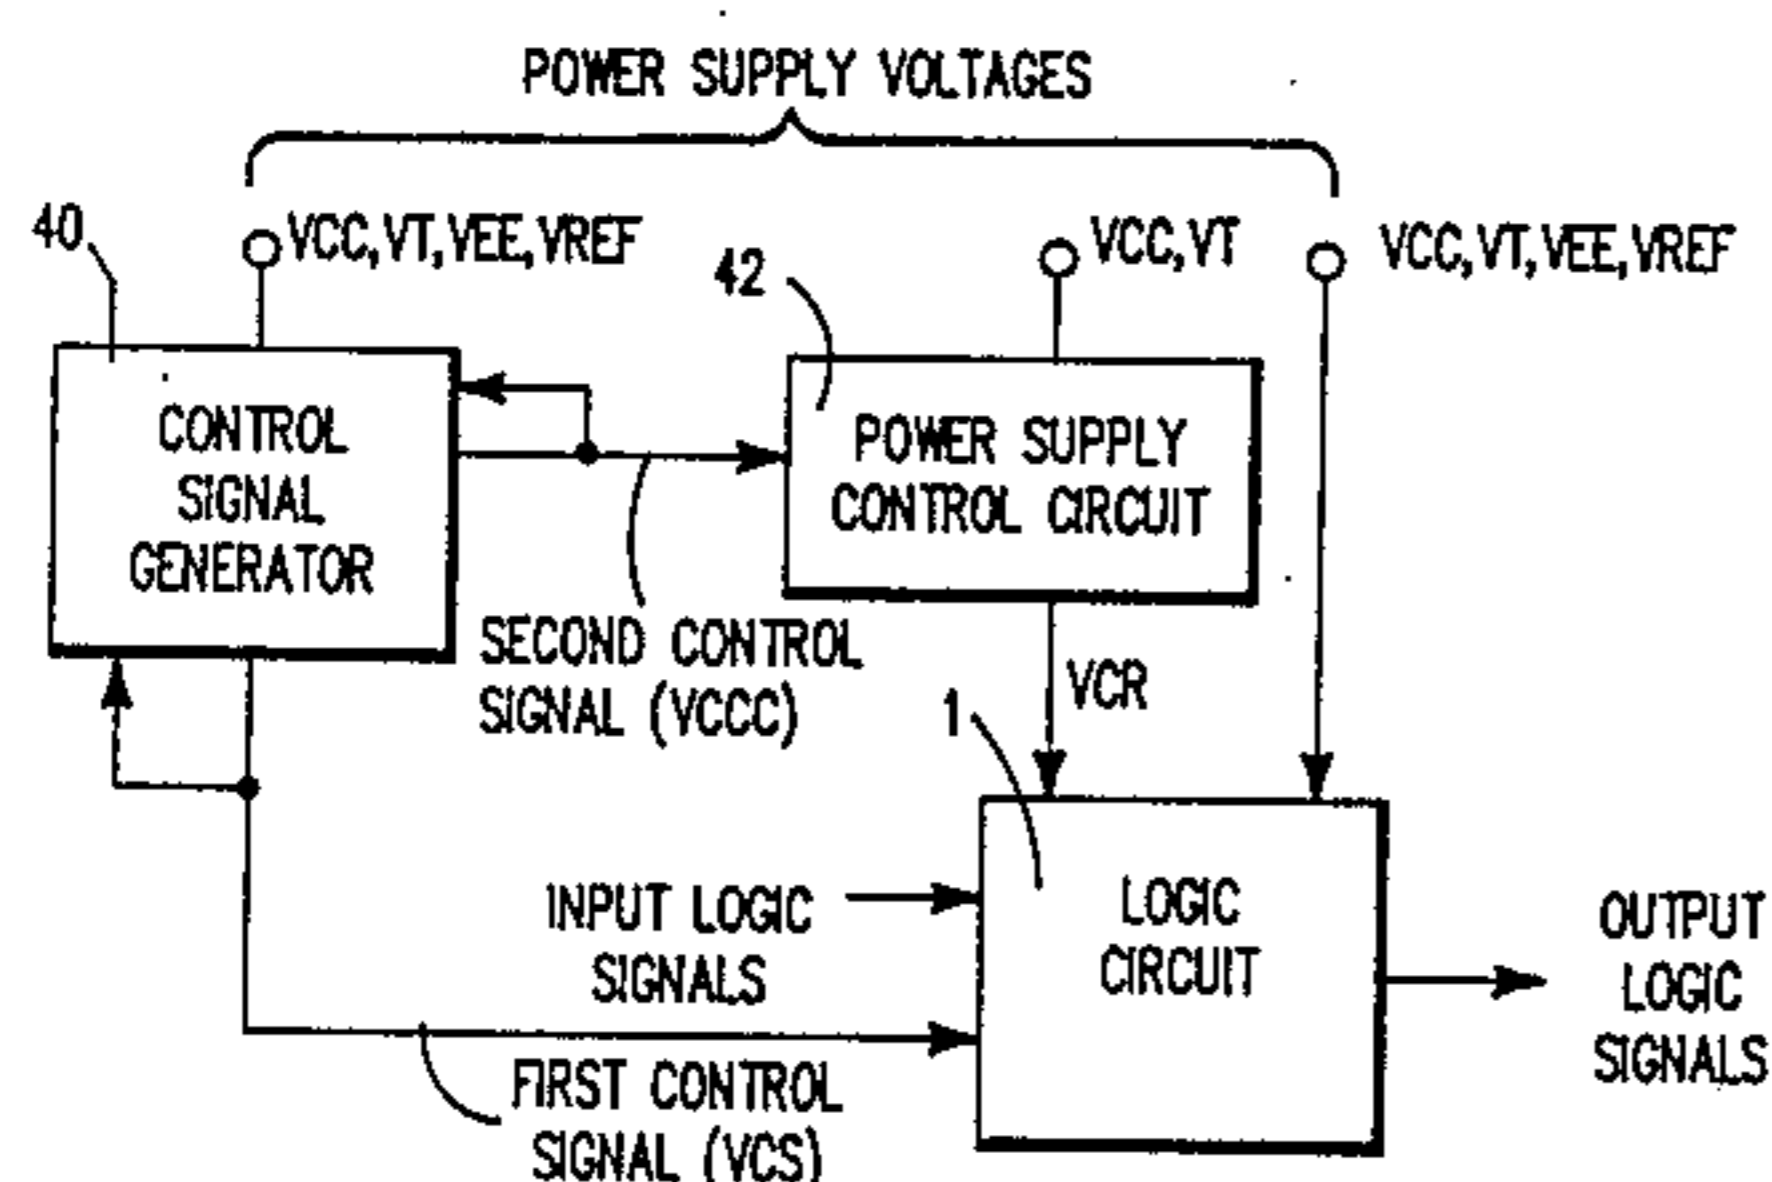 POWER SUPPLY VOLTAGES
40
VCC,VT,VEE,VREF
42
VCC,VT
VCC,VT,VEE,VREF
CONTROL
SIGNAL
GENERATOR
POWER SUPPLY
CONTROL CIRCUIT
SECOND CONTROL
SIGNAL (VCCC)
VCR
1
INPUT LOGIC
SIGNALS
LOGIC
CIRCUIT
OUTPUT
LOGIC
SIGNALS
FIRST CONTROL
SIGNAL (VCS)